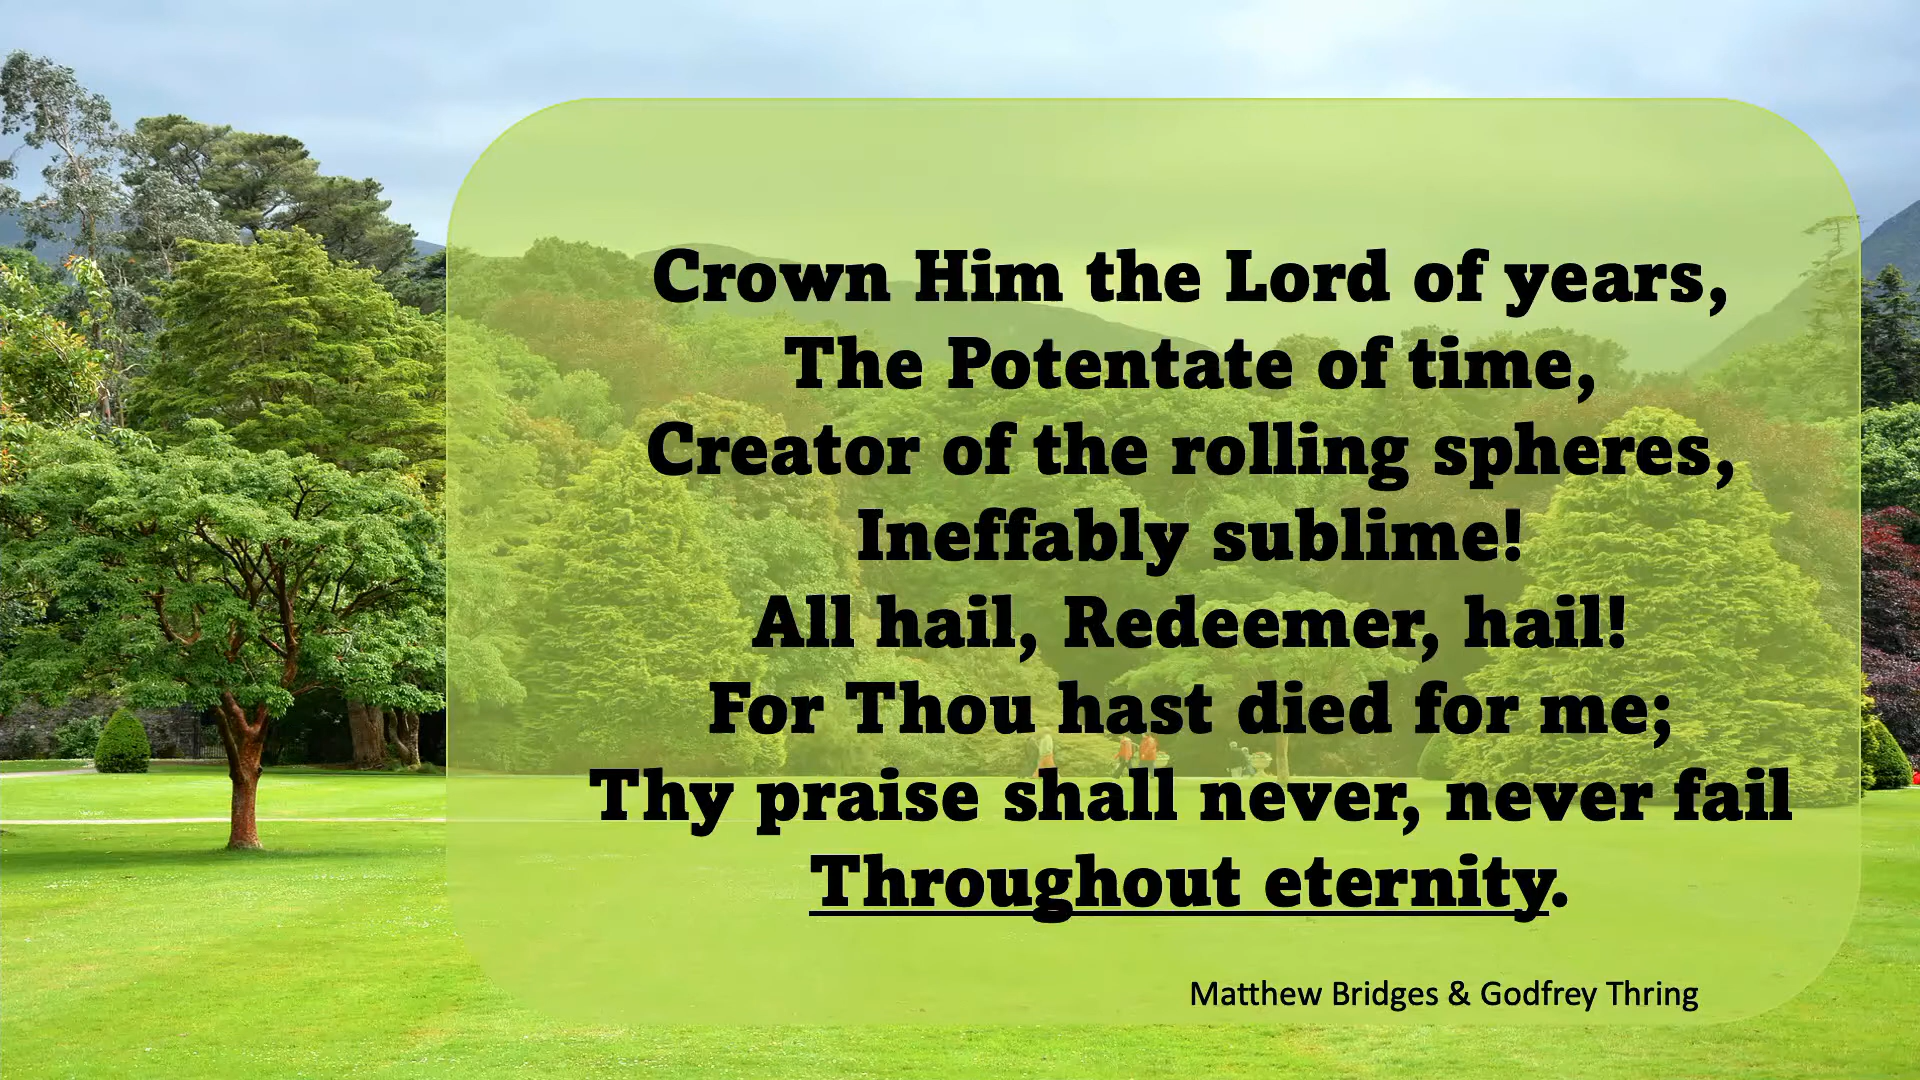 Crown Him the Lord of years,
The Potentate of time,
Creator of the rolling spheres,
Ineffably sublime!
All hail, Redeemer, hail!
For Thou hast died for me;
Thy praise shall never, never fail
Throughout eternity.
Matthew Bridges & Godfrey Thring